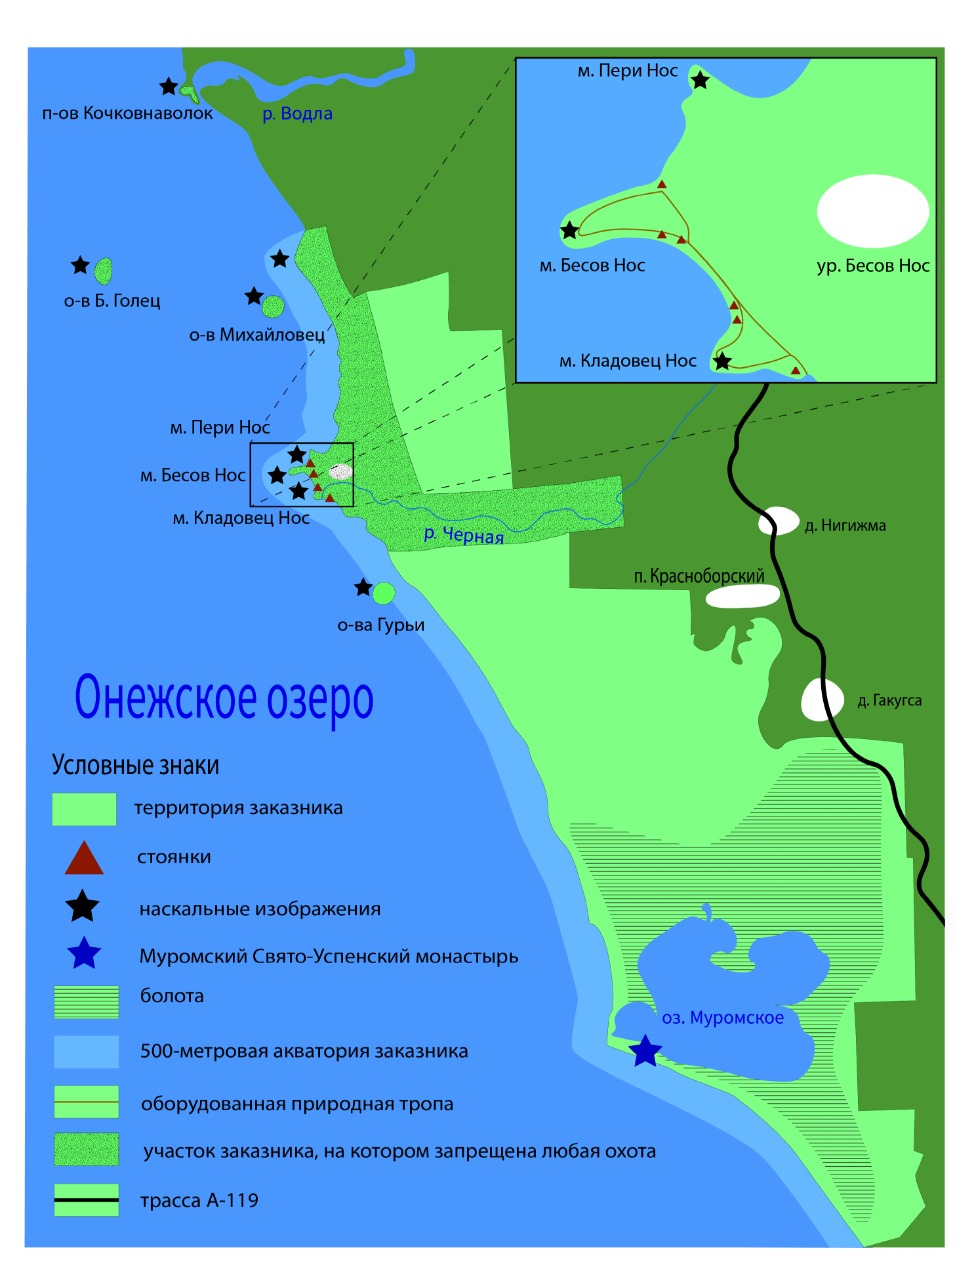 м. Пери Нос
п-ов Кочковнаволок
р. Водла
м. Бесов Нос
ур. Бесов Нос
о-в Б. Голец
о-в Михайловец
м. Кладовец Нос
м. Пери Нос
м. Бесов Нос
м. Кладовец Нос
р. Черная
д. Нигижма
п. Красноборский
о-ва Гурьи
д. Гакугса
Онежское озеро
Условные знаки
территория заказника
стоянки
наскальные изображения
Муромский Свято-Успенский монастырь
болота
оз. Муромское
500-метровая акватория заказника
оборудованная природная тропа
участок заказника, на котором запрещена любая охота
трасса А-119